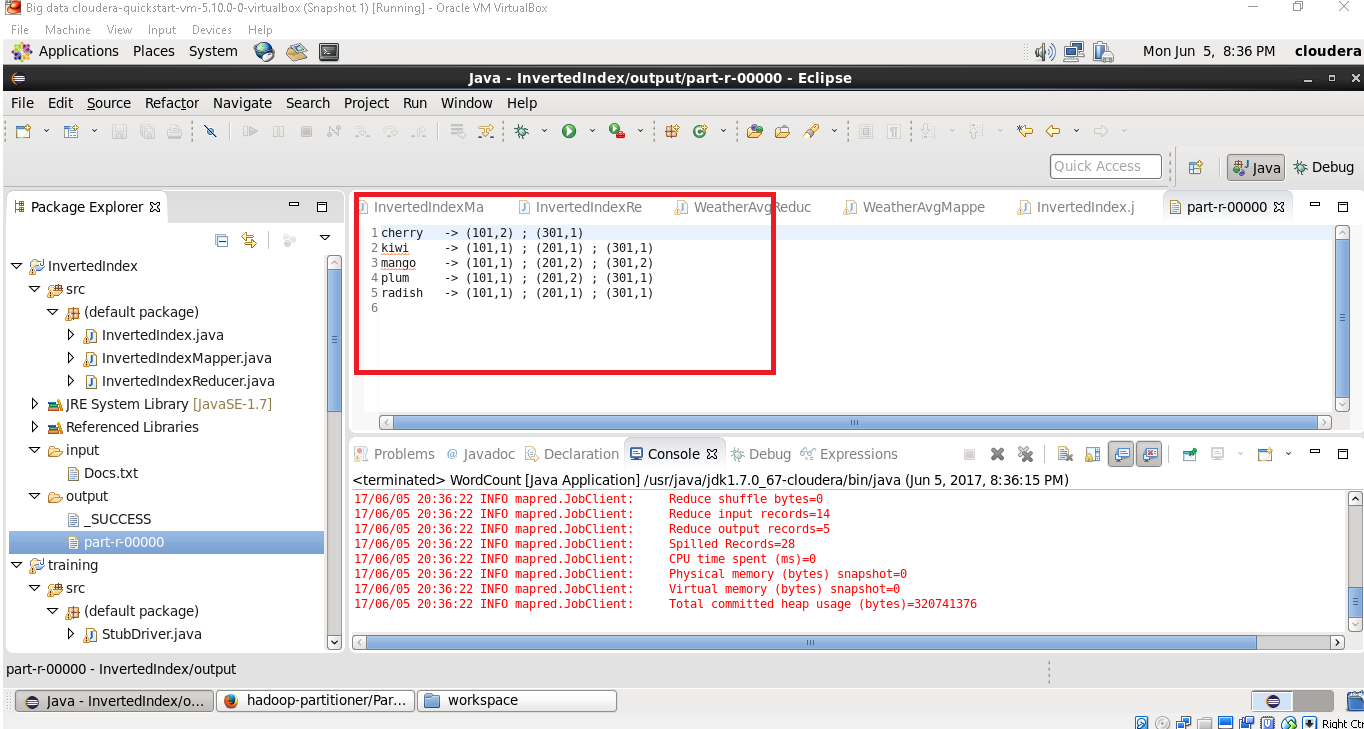 Big data cloudera-quickstart-vm-5.10.0-0-virtualbox (Snapshot 1) [Running] - Oracle VM VirtualBox
File Machine View Input Devices Help
Applications Places System Mon Jun 5, 8:36 PM cloudera
Java - InvertedIndex/output/part-r-00000 - Eclipse
File Edit Source Refactor Navigate Search Project Run Window Help
Quick Access Java Debug
Package Explorer
InvertedIndex
src
(default package)
InvertedIndex.java
InvertedIndexMapper.java
InvertedIndexReducer.java
JRE System Library [JavaSE-1.7]
Referenced Libraries
input
Docs.txt
output
_SUCCESS
part-r-00000
training
src
(default package)
StubDriver.java
InvertedIndexMa InvertedIndexRe WeatherAvgReduc WeatherAvgMappe InvertedIndex.j part-r-00000
1 cherry -> (101,2) ; (301,1)
2 kiwi -> (101,1) ; (201,1) ; (301,1)
3 mango -> (101,1) ; (201,2) ; (301,2)
4 plum -> (101,1) ; (201,2) ; (301,1)
5 radish -> (101,1) ; (201,1) ; (301,1)
6
Problems @ Javadoc Declaration Console Debug Expressions
<terminated> WordCount [Java Application] /usr/java/jdk1.7.0_67-cloudera/bin/java (Jun 5, 2017, 8:36:15 PM)
17/06/05 20:36:22 INFO mapred.JobClient: Reduce shuffle bytes=0
17/06/05 20:36:22 INFO mapred.JobClient: Reduce input records=14
17/06/05 20:36:22 INFO mapred.JobClient: Reduce output records=5
17/06/05 20:36:22 INFO mapred.JobClient: Spilled Records=28
17/06/05 20:36:22 INFO mapred.JobClient: CPU time spent (ms)=0
17/06/05 20:36:22 INFO mapred.JobClient: Physical memory (bytes) snapshot=0
17/06/05 20:36:22 INFO mapred.JobClient: Virtual memory (bytes) snapshot=0
17/06/05 20:36:22 INFO mapred.JobClient: Total committed heap usage (bytes)=320741376
part-r-00000 - InvertedIndex/output
Java - InvertedIndex/o... hadoop-partitioner/Par... workspace
Right Ctr